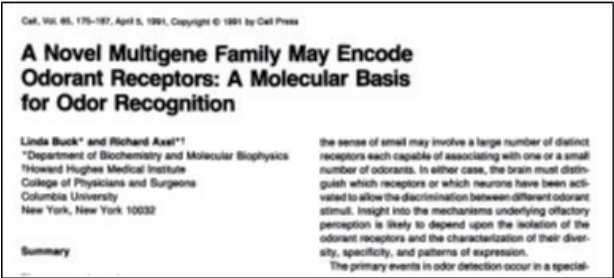 Cell, Vol. 65, 175–187, April 5, 1991, Copyright © 1991 by Cell Press
A Novel Multigene Family May Encode
Odorant Receptors: A Molecular Basis
for Odor Recognition
Linda Buck* and Richard Axel*†
*Department of Biochemistry and Molecular Biophysics
†Howard Hughes Medical Institute
College of Physicians and Surgeons
Columbia University
New York, New York 10032
Summary
the sense of smell may involve a large number of distinct
receptors each capable of associating with one or a small
number of odorants. In either case, the brain must distin-
guish which receptors or which neurons have been acti-
vated to allow the discrimination between different odorant
stimuli. Insight into the mechanisms underlying olfactory
perception is likely to depend upon the isolation of the
odorant receptors and the characterization of their diver-
sity, specificity, and patterns of expression.
The primary events in odor detection occur in a special-